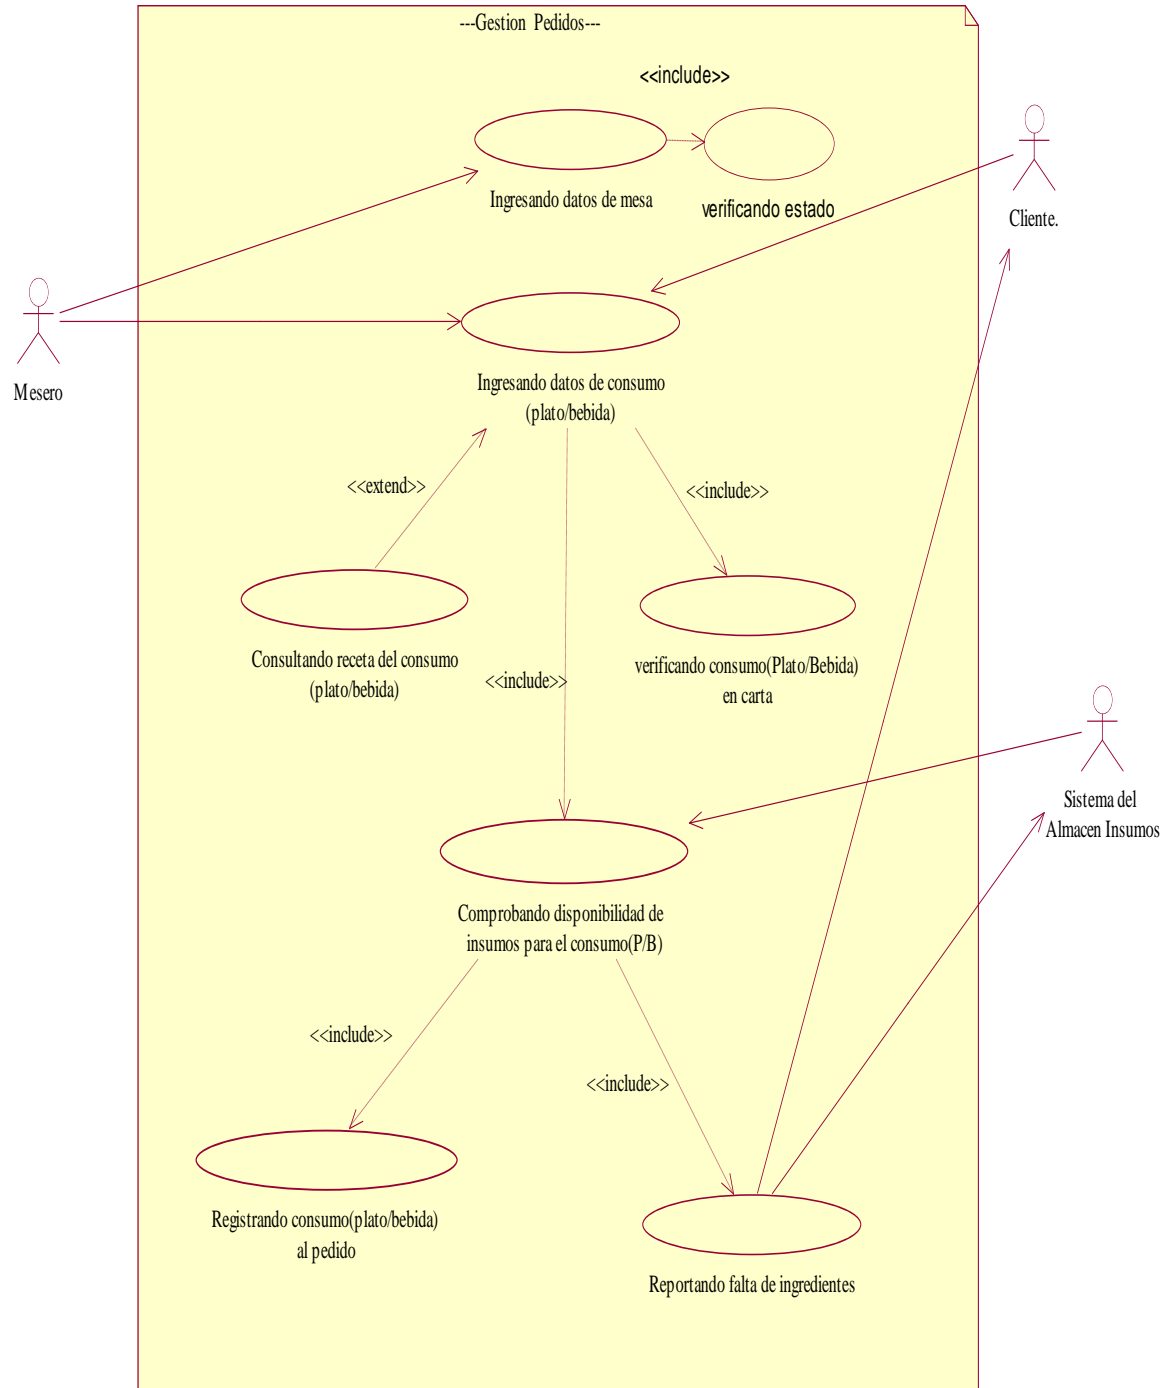 ---Gestion Pedidos---
<<include>>
Ingresando datos de mesa
verificando estado
Cliente.
Mesero
Ingresando datos de consumo
(plato/bebida)
<<extend>>
<<include>>
Consultando receta del consumo
(plato/bebida)
<<include>>
verificando consumo(Plato/Bebida)
en carta
Sistema del
Almacen Insumos
Comprobando disponibilidad de
insumos para el consumo(P/B)
<<include>>
<<include>>
Registrando consumo(plato/bebida)
al pedido
Reportando falta de ingredientes